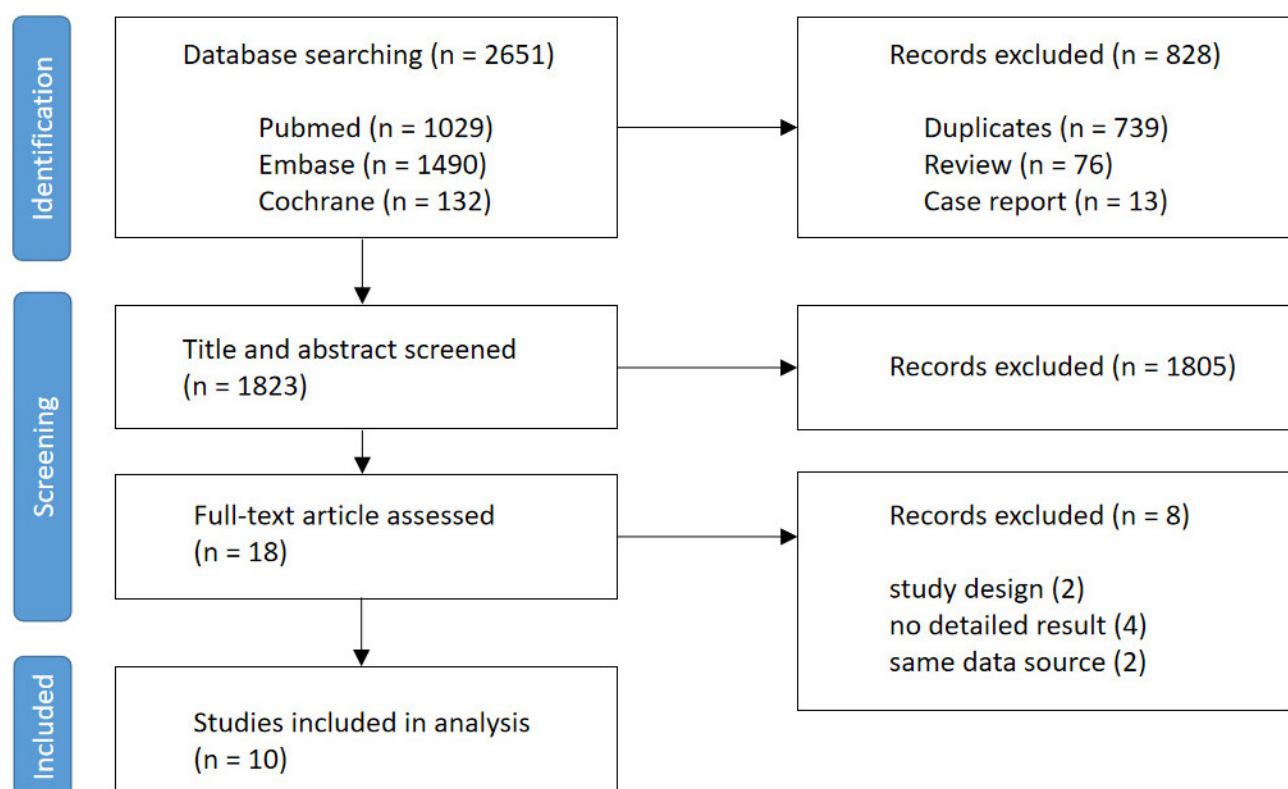 Identification
Database searching (n = 2651)
Pubmed (n = 1029)
Embase (n = 1490)
Cochrane (n = 132)
Records excluded (n = 828)
Duplicates (n = 739)
Review (n = 76)
Case report (n = 13)
Screening
Title and abstract screened
(n = 1823)
Records excluded (n = 1805)
Full-text article assessed
(n = 18)
Records excluded (n = 8)
study design (2)
no detailed result (4)
same data source (2)
Included
Studies included in analysis
(n = 10)